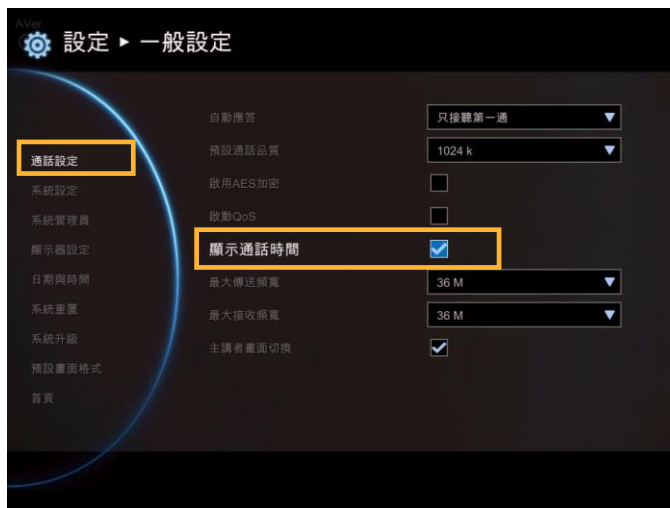 AVer
設定 ▸ 一般設定
自動應答 只接聽第一通
預設通話品質 1024 k
通話設定
啟用AES加密
系統設定
啟動QoS
系統管理員
顯示器設定
顯示通話時間
日期與時間
最大傳送頻寬 36 M
系統重置
最大接收頻寬 36 M
系統升級
主講者畫面切換
預設畫面格式
首頁